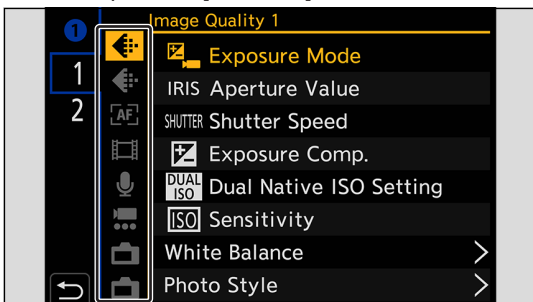 Image Quality 1
1
1
2
[AF]
Exposure Mode
IRIS Aperture Value
SHUTTER Shutter Speed
Exposure Comp.
DUAL ISO Dual Native ISO Setting
ISO Sensitivity
White Balance
Photo Style